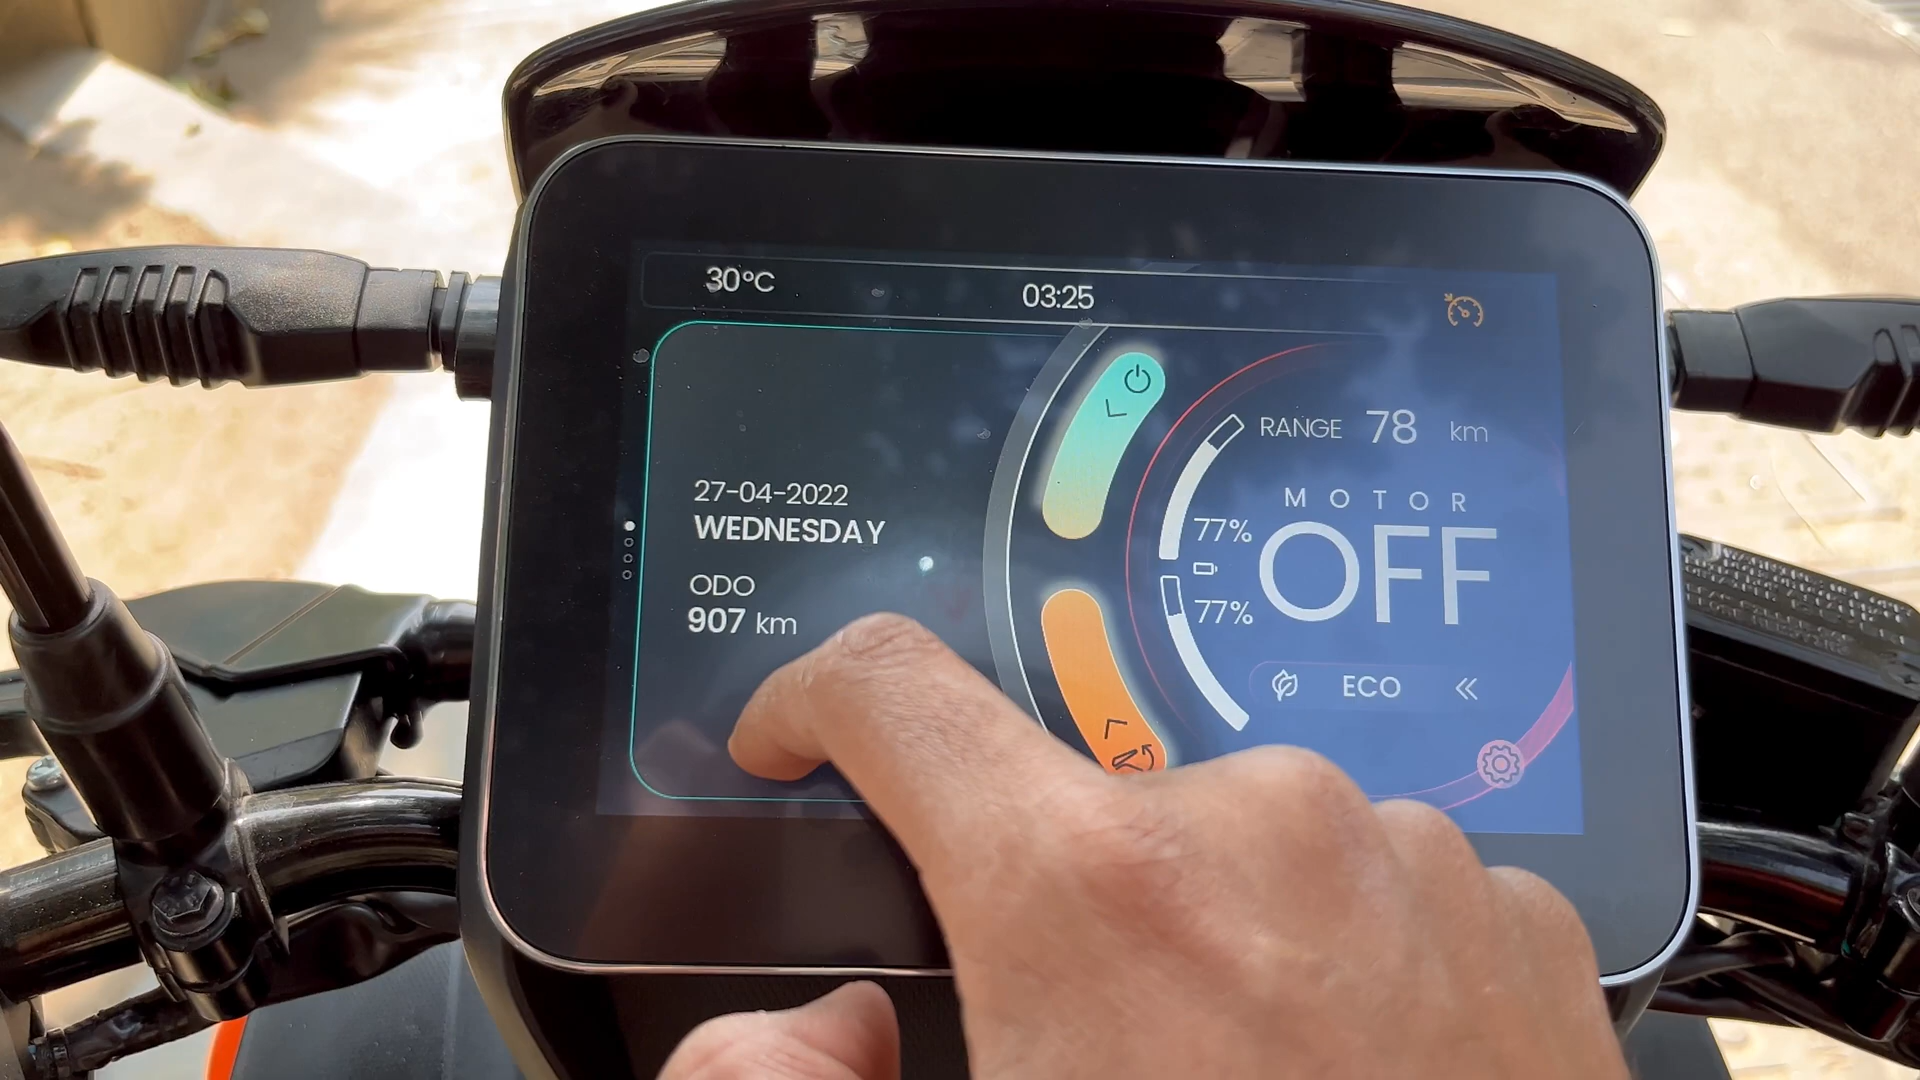 30°C
03:25
RANGE 78 km
27-04-2022
WEDNESDAY
MOTOR
OFF
77%
77%
ODO
907 km
ECO